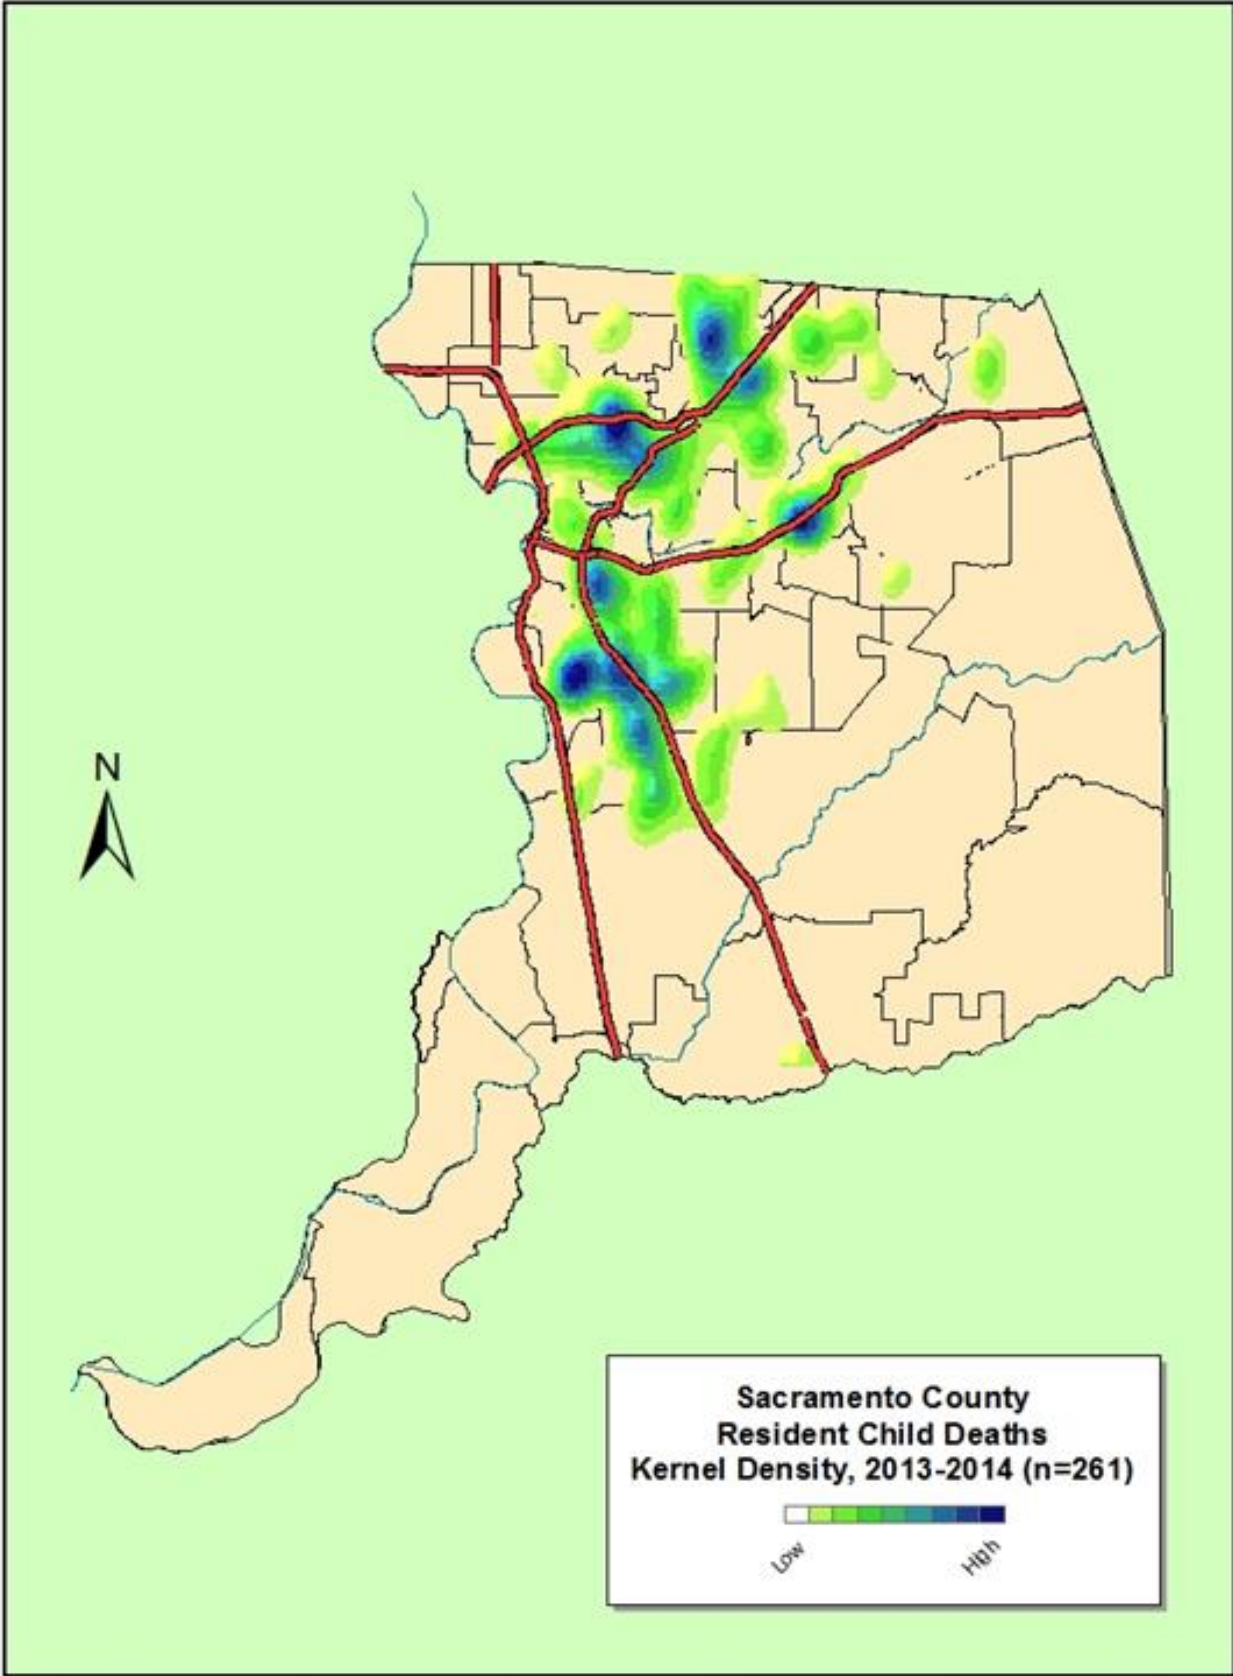 N
Sacramento County
Resident Child Deaths
Kernel Density, 2013-2014 (n=261)
Low
High